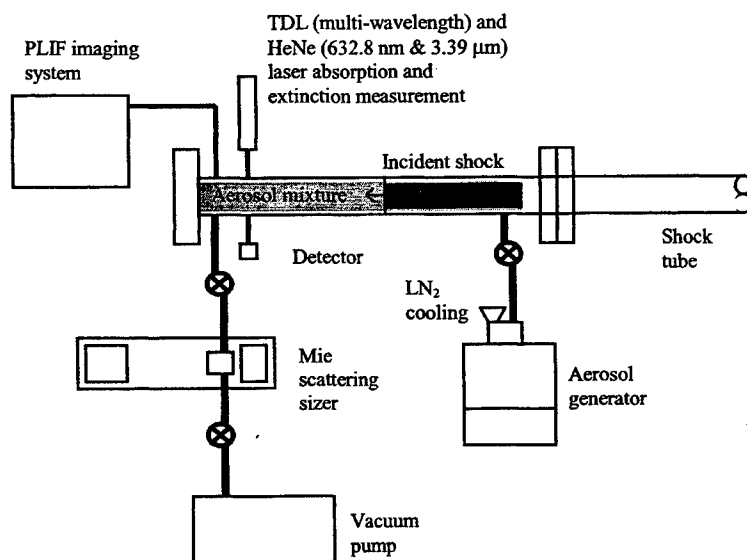 TDL (multi-wavelength) and
HeNe (632.8 nm & 3.39 μm)
laser absorption and
extinction measurement
PLIF imaging
system
Incident shock
Aerosol mixture
Detector
Shock
tube
LN₂
cooling
Mie
scattering
sizer
Aerosol
generator
Vacuum
pump